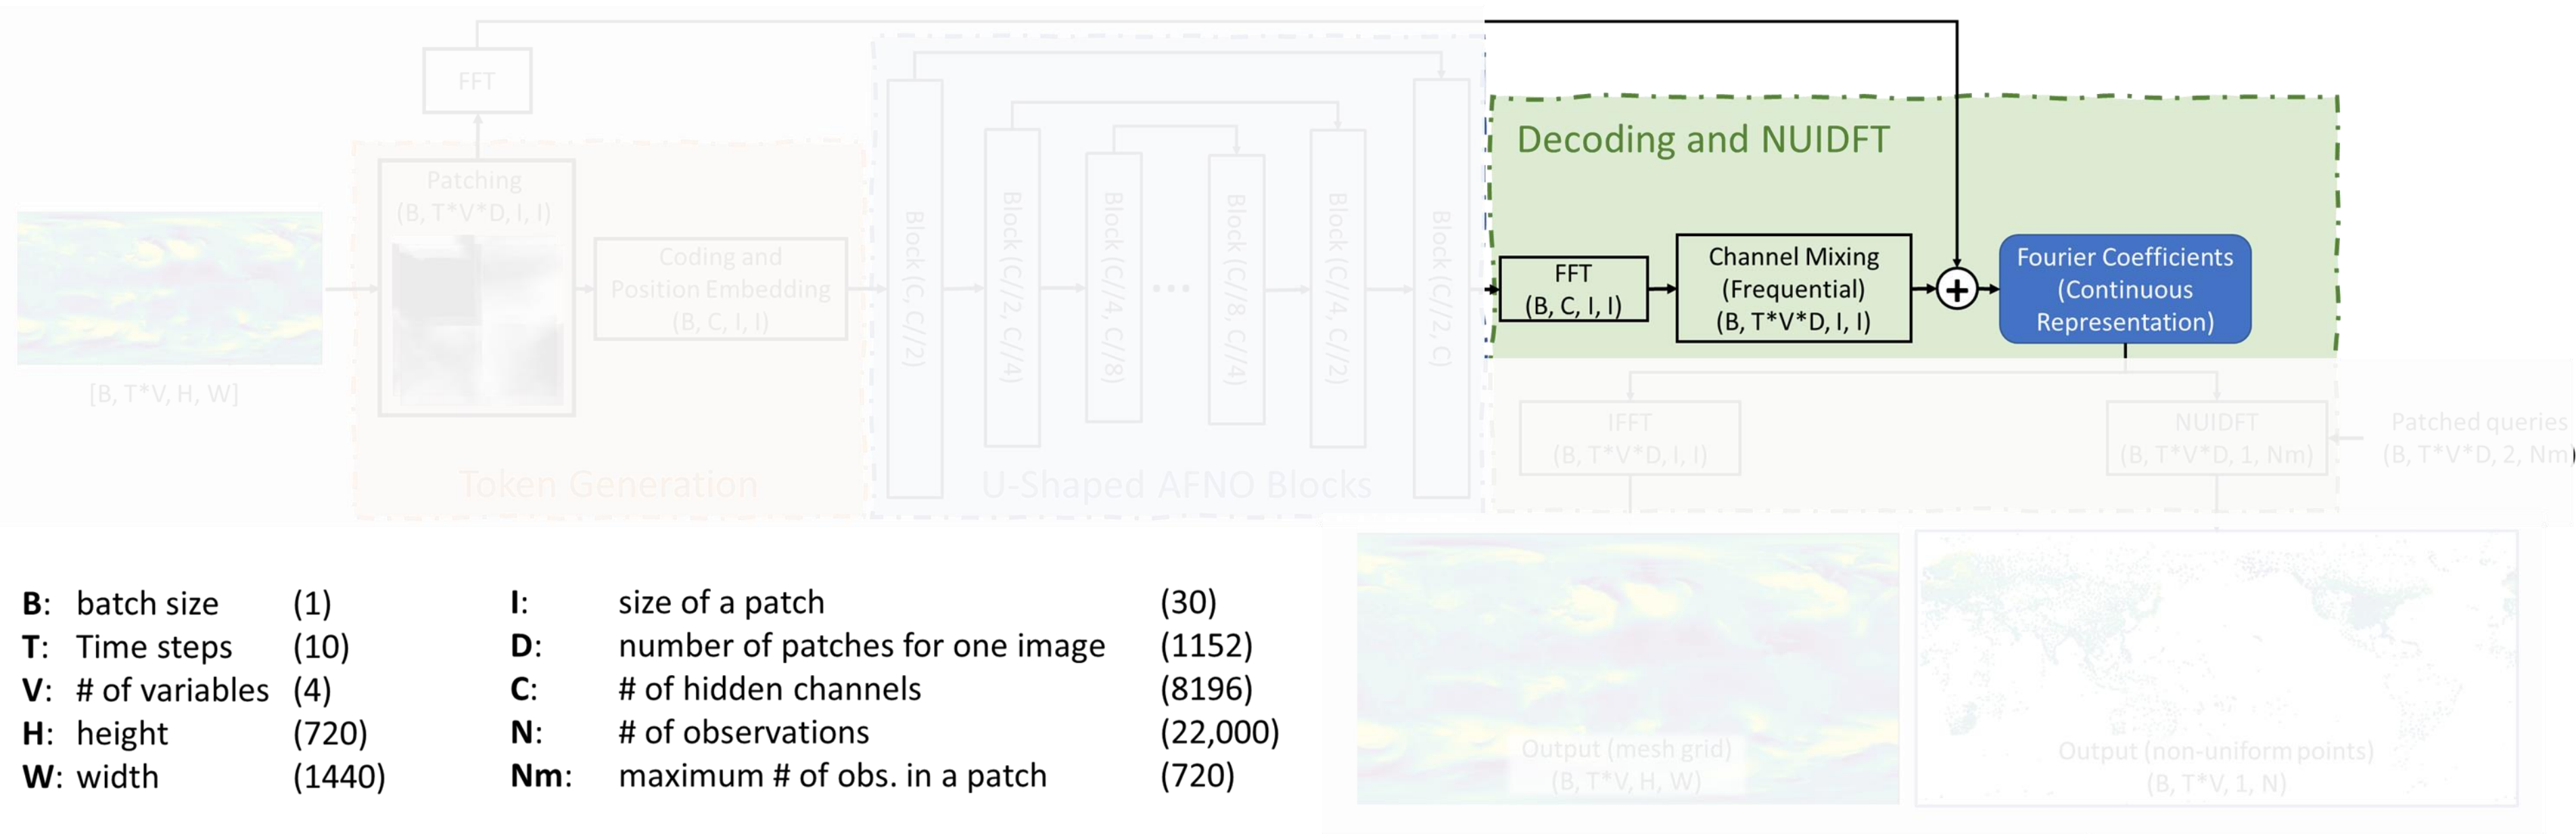 FFT
Patching
(B, T*V*D, I, I)
Coding and
Position Embedding
(B, C, I, I)
[B, T*V, H, W]
Token Generation
Block (C, C//2)
Block (C//2, C//4)
Block (C//4, C//8)
...
Block (C//8, C//4)
Block (C//4, C//2)
Block (C//2, C)
U-Shaped AFNO Blocks
Decoding and NUIDFT
FFT
(B, C, I, I)
Channel Mixing
(Frequential)
(B, T*V*D, I, I)
+
Fourier Coefficients
(Continuous
Representation)
IFFT
(B, T*V*D, I, I)
NUIDFT
(B, T*V*D, 1, Nm)
Patched queries
(B, T*V*D, 2, Nm)
Output (mesh grid)
(B, T*V, H, W)
Output (non-uniform points)
(B, T*V, 1, N)
B: batch size (1)
T: Time steps (10)
V: # of variables (4)
H: height (720)
W: width (1440)
I: size of a patch (30)
D: number of patches for one image (1152)
C: # of hidden channels (8196)
N: # of observations (22,000)
Nm: maximum # of obs. in a patch (720)